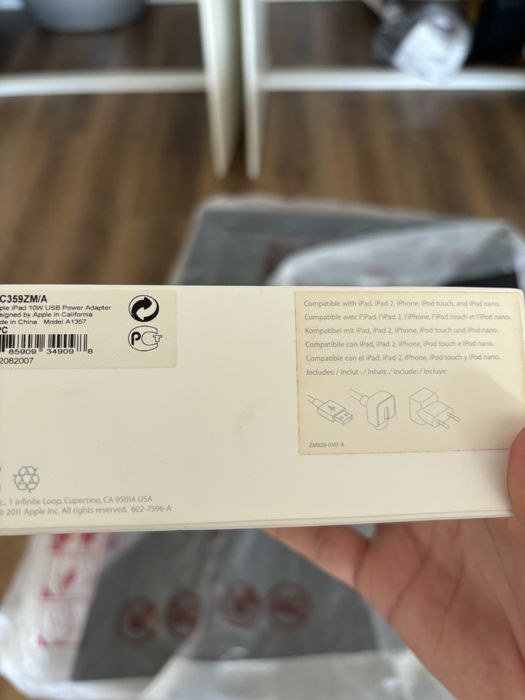 C359ZM/A
ple iPad 10W USB Power Adapter
signed by Apple in California
de in China Model A1357
PC
85909 34909 8
2082007
PCT
c., 1 Infinite Loop, Cupertino, CA 95014 USA
© 2011 Apple Inc. All rights reserved. 602-7596-A
Compatible with iPad, iPad 2, iPhone, iPod touch, and iPod nano.
Compatible avec l'iPad, l'iPad 2, l'iPhone, l'iPod touch et l'iPod nano.
Kompatibel mit iPad, iPad 2, iPhone, iPod touch und iPod nano.
Compatibile con iPad, iPad 2, iPhone, iPod touch e iPod nano.
Compatible con el iPad, iPad 2, iPhone, iPod touch y iPod nano.
Includes: / Inclut : / Inhalt: / Include: / Incluye:
ZM826-0161-A